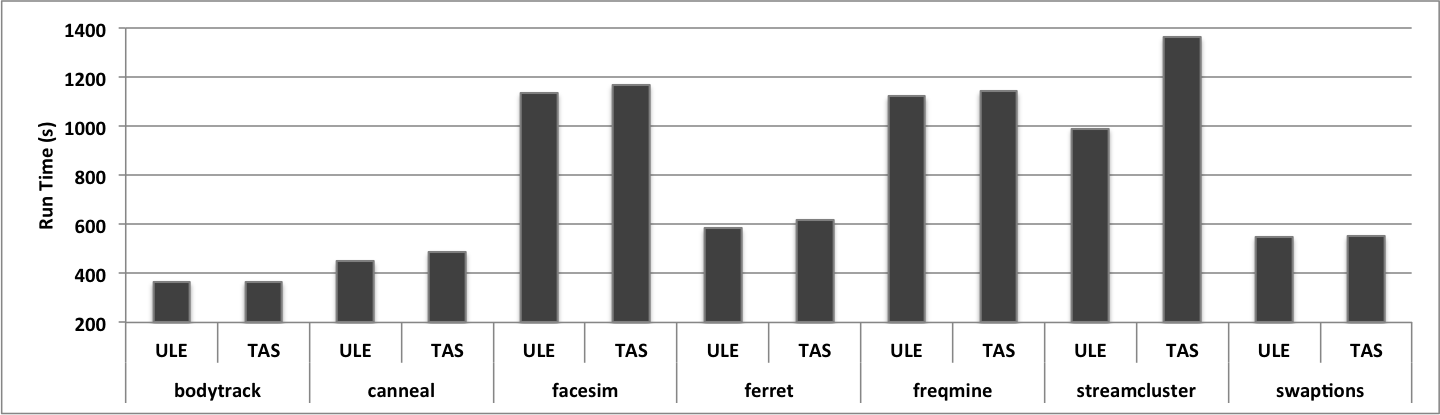 Run Time (s)
1400
1200
1000
800
600
400
200
ULE TAS ULE TAS ULE TAS ULE TAS ULE TAS ULE TAS ULE TAS
bodytrack canneal facesim ferret freqmine streamcluster swaptions